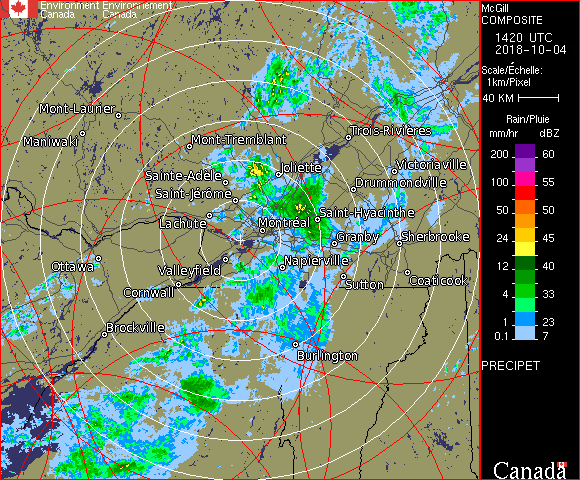 Environment Environnement
Canada Canada
McGill
COMPOSITE
1420 UTC
2018-10-04
Scale/Échelle:
1km/Pixel
40 KM
Rain/Pluie
mm/hr dBZ
200 60
100 55
50 50
24 45
12 40
4 33
1 23
0.1 7
PRECIPET
Canada
Mont-Laurier
Maniwaki
Mont-Tremblant
Trois-Rivières
Victoriaville
Sainte-Adèle
Joliette
Drummondville
Saint-Jérôme
Saint-Hyacinthe
Lachute
Montréal
Granby
Sherbrooke
Ottawa
Valleyfield
Napierville
Coaticook
Cornwall
Sutton
Brockville
Burlington